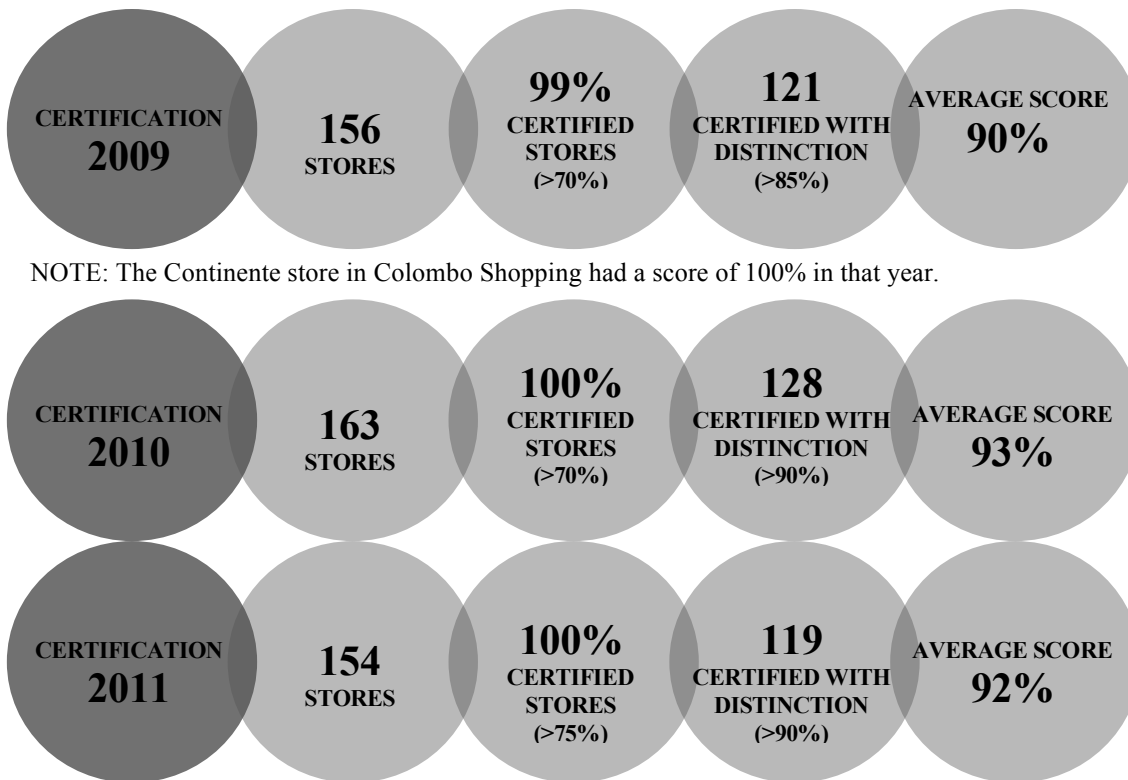 CERTIFICATION
2009
156
STORES
99%
CERTIFIED
STORES
(>70%)
121
CERTIFIED WITH
DISTINCTION
(>85%)
AVERAGE SCORE
90%
NOTE: The Continente store in Colombo Shopping had a score of 100% in that year.
CERTIFICATION
2010
163
STORES
100%
CERTIFIED
STORES
(>70%)
128
CERTIFIED WITH
DISTINCTION
(>90%)
AVERAGE SCORE
93%
CERTIFICATION
2011
154
STORES
100%
CERTIFIED
STORES
(>75%)
119
CERTIFIED WITH
DISTINCTION
(>90%)
AVERAGE SCORE
92%